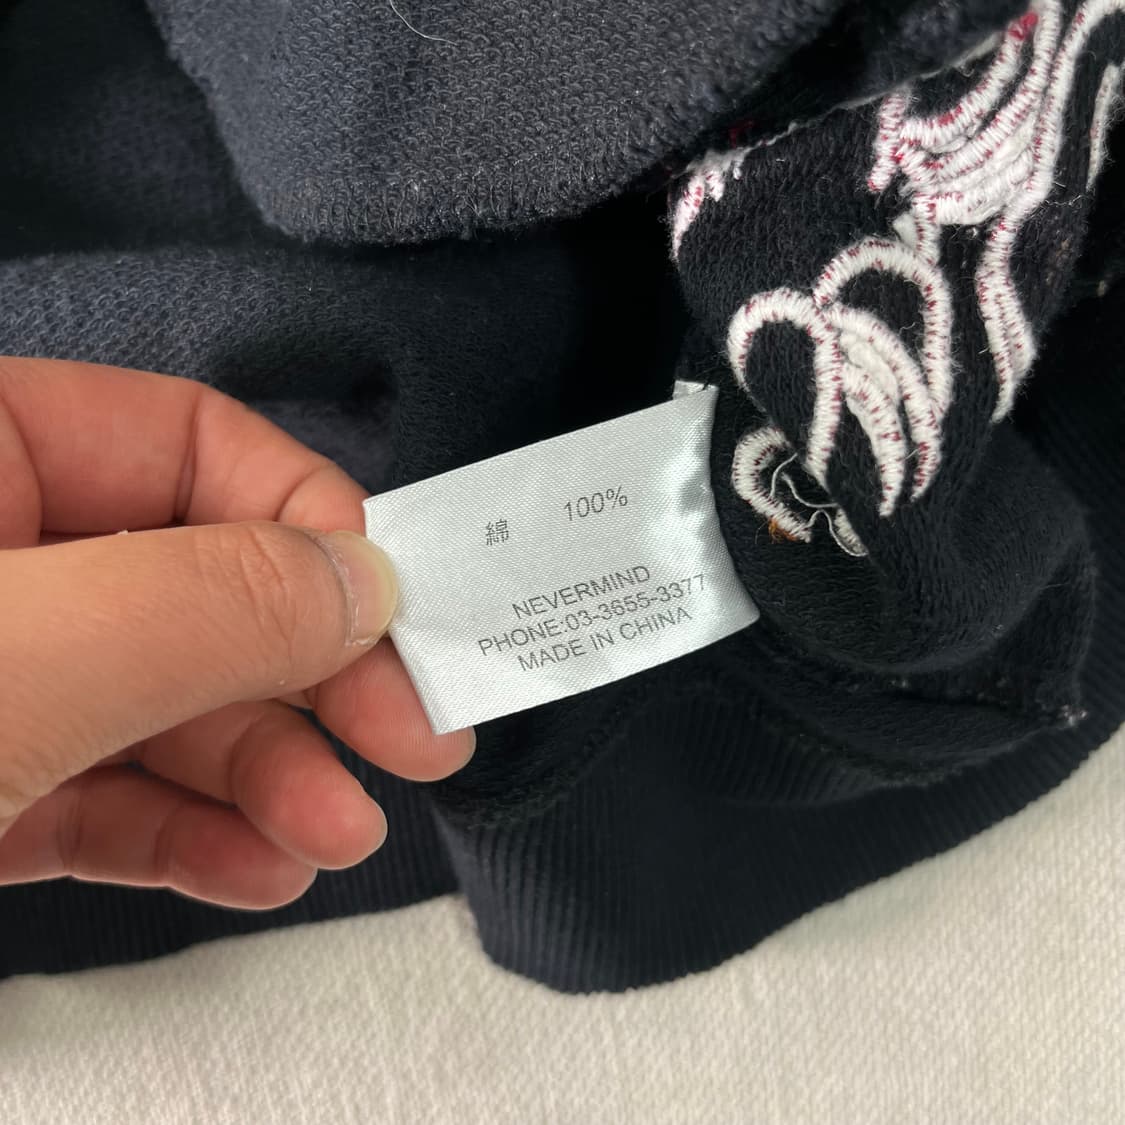 綿 100%
NEVERMIND
PHONE:03-3655-3377
MADE IN CHINA